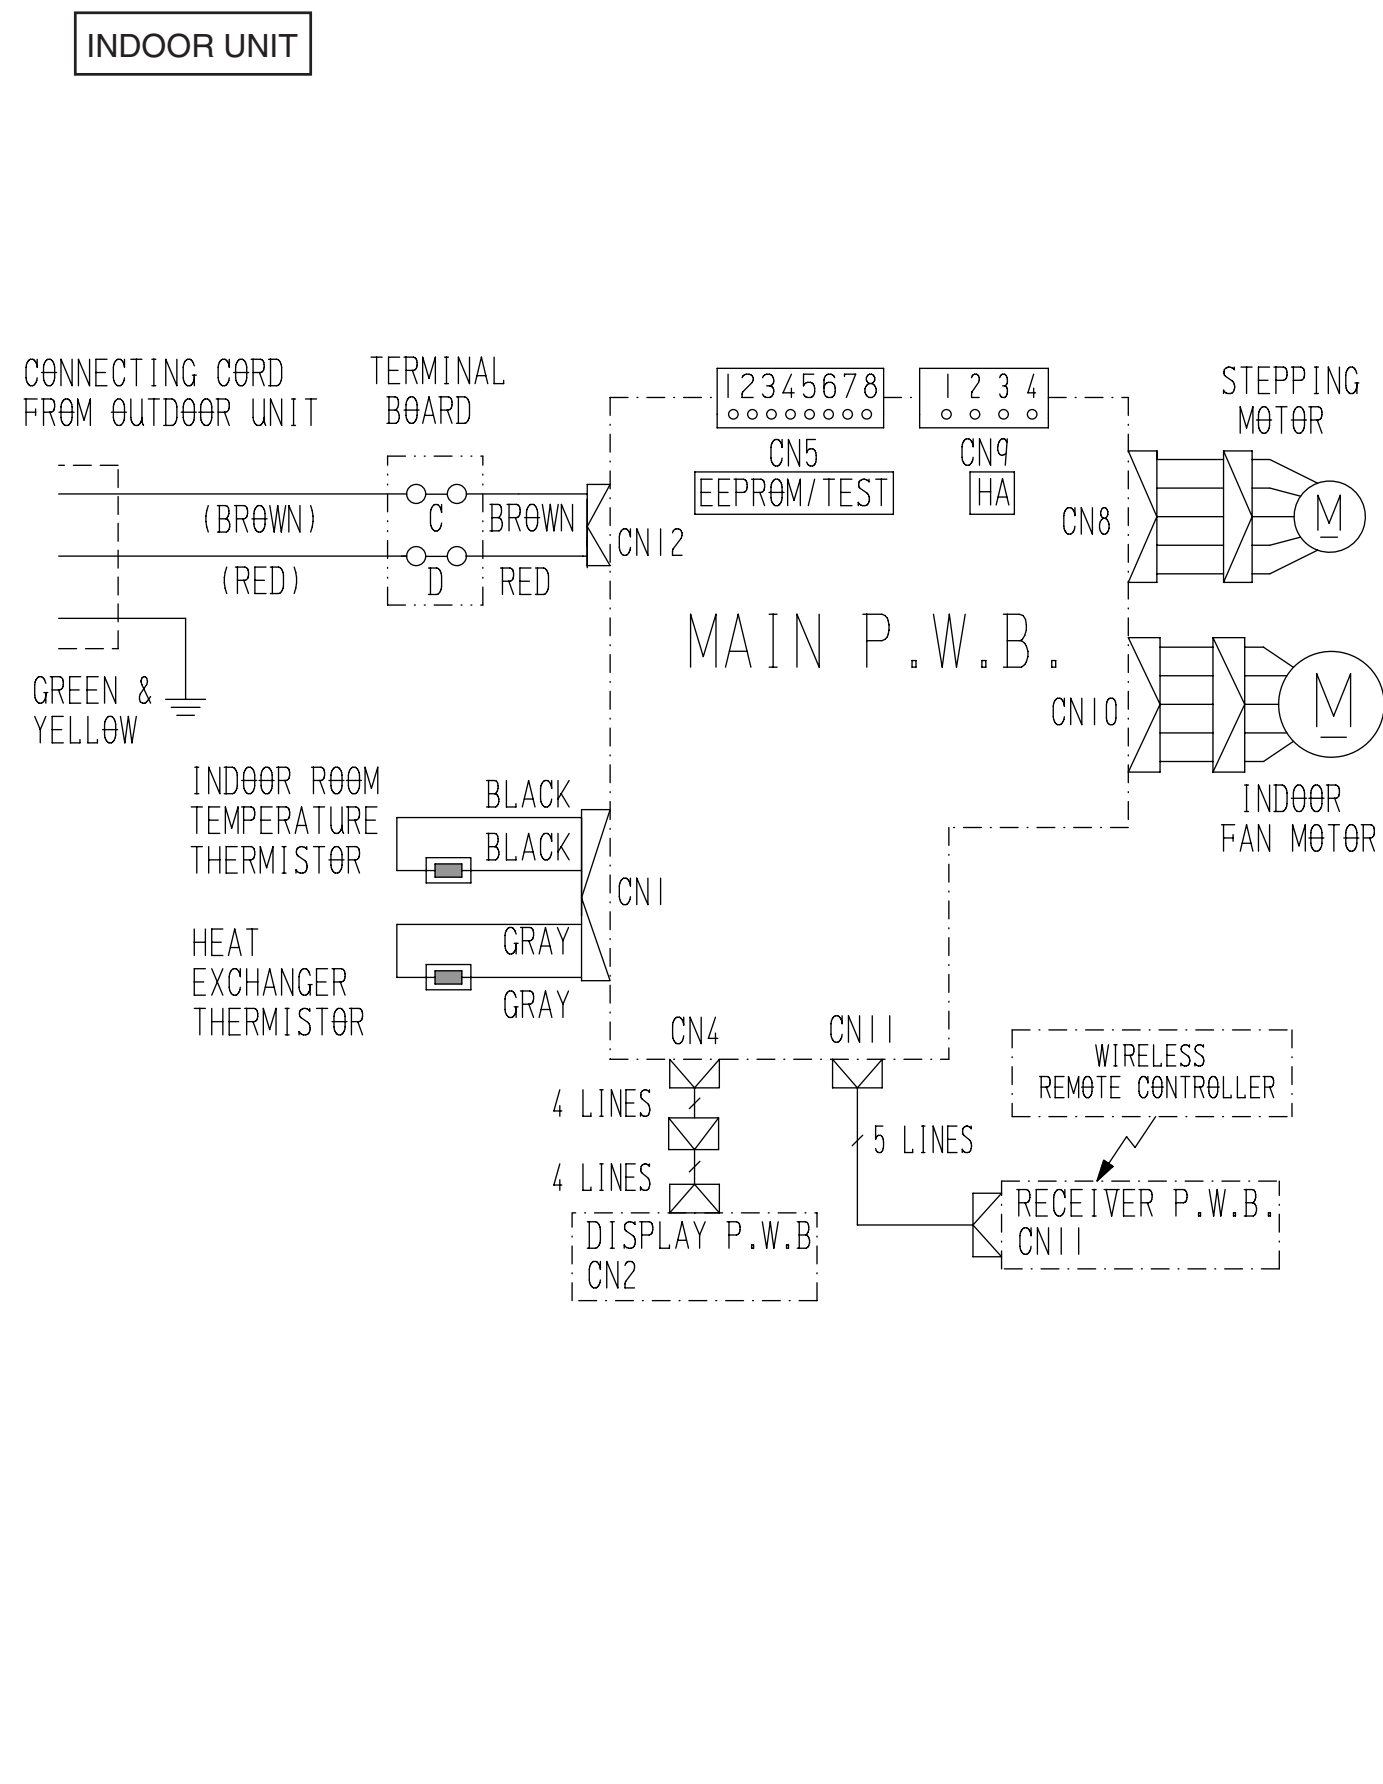 INDOOR UNIT
CONNECTING CORD
FROM OUTDOOR UNIT
TERMINAL
BOARD
12345678
CN5
EEPROM/TEST
1 2 3 4
CN9
HA
STEPPING
MOTOR
(BROWN)
C
BROWN
CN12
CN8
M
(RED)
D
RED
MAIN P.W.B.
GREEN &
YELLOW
CN10
M
INDOOR
FAN MOTOR
INDOOR ROOM
TEMPERATURE
THERMISTOR
BLACK
BLACK
CN1
HEAT
EXCHANGER
THERMISTOR
GRAY
GRAY
CN4
CN11
WIRELESS
REMOTE CONTROLLER
4 LINES
5 LINES
4 LINES
DISPLAY P.W.B
CN2
RECEIVER P.W.B.
CN11